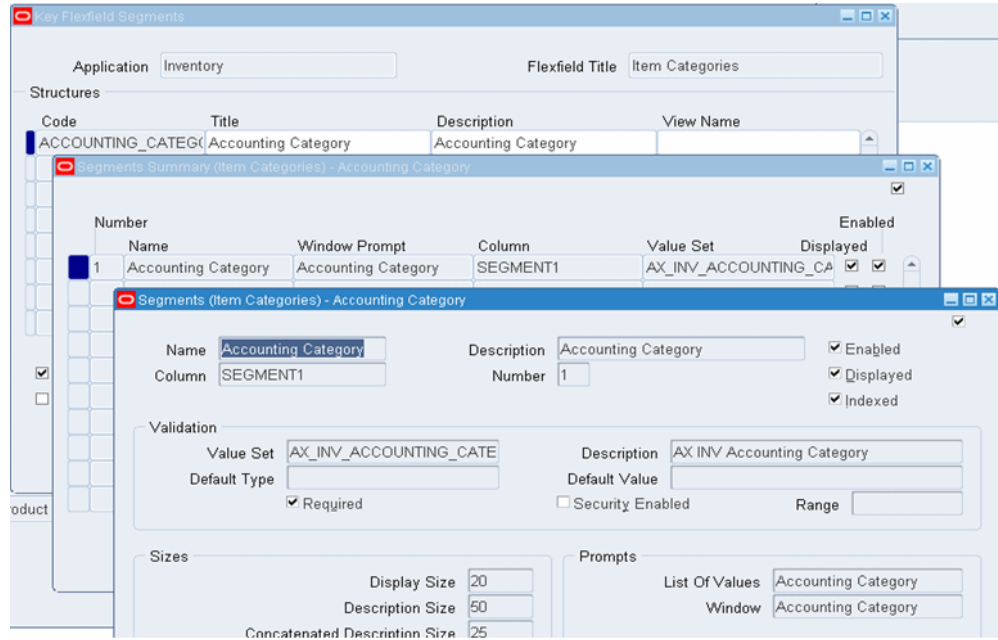 Key Flexfield Segments
Application Inventory Flexfield Title Item Categories
Structures
Code Title Description View Name
ACCOUNTING_CATEG Accounting Category Accounting Category
Segments Summary (Item Categories) - Accounting Category
Number Enabled
Name Window Prompt Column Value Set Displayed
1 Accounting Category Accounting Category SEGMENT1 AX_INV_ACCOUNTING_CA
Segments (Item Categories) - Accounting Category
Name Accounting Category Description Accounting Category Enabled
Column SEGMENT1 Number 1 Displayed
Indexed
Validation
Value Set AX_INV_ACCOUNTING_CATE Description AX INV Accounting Category
Default Type Default Value
Required Security Enabled Range
oduct
Sizes Prompts
Display Size 20 List Of Values Accounting Category
Description Size 50 Window Accounting Category
Concatenated Description Size 25